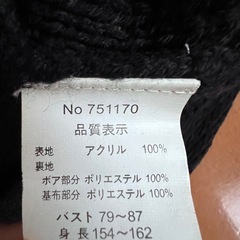 No 751170
品質表示
表地 アクリル 100%
裏地
ボア部分 ポリエステル 100%
基布部分 ポリエステル 100%
バスト 79～87
身長 154～162